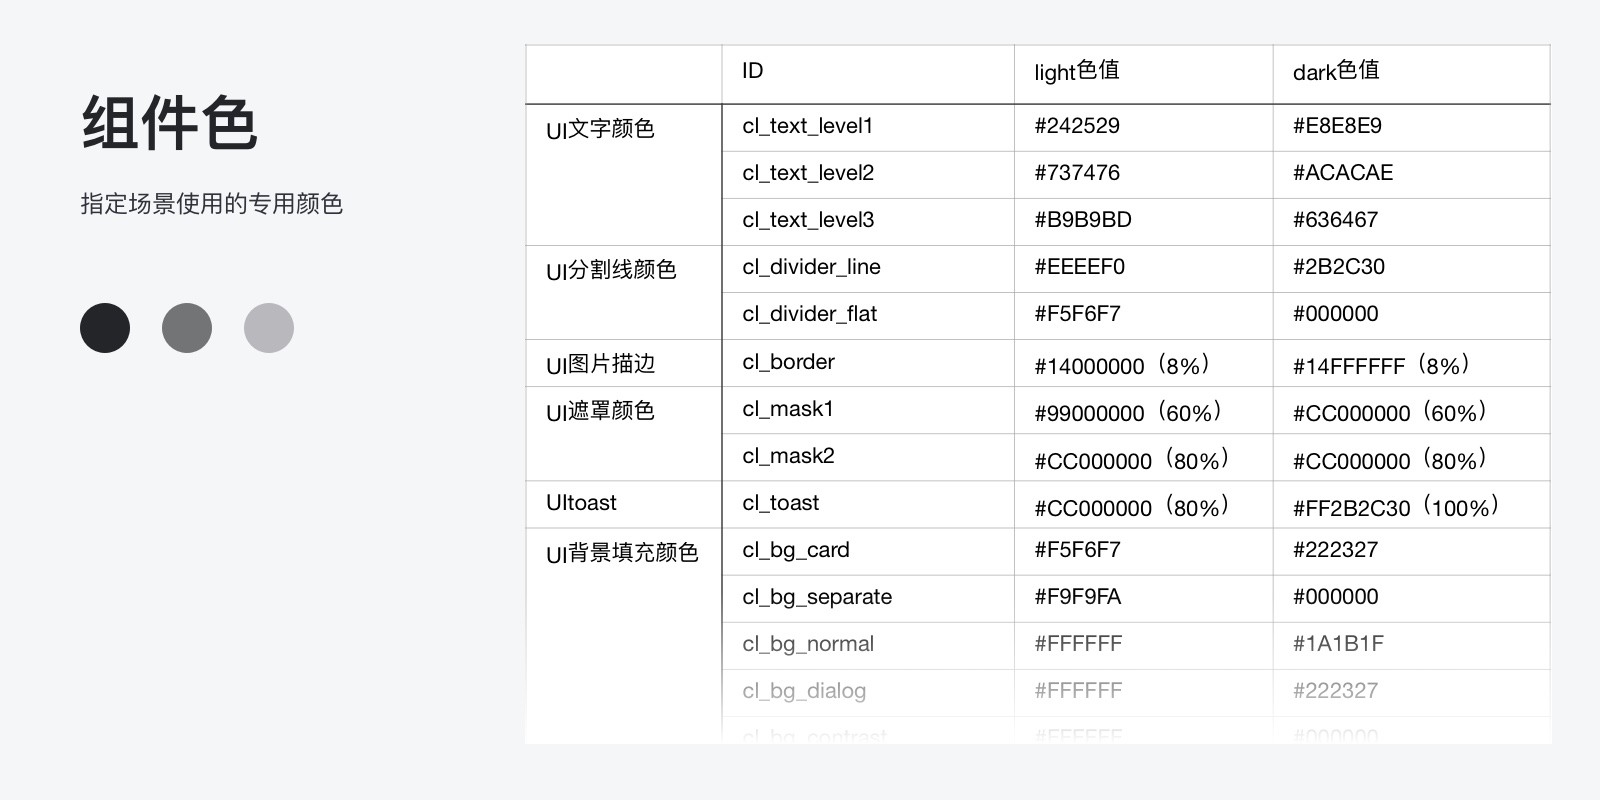 组件色
指定场景使用的专用颜色
ID light色值 dark色值
UI文字颜色 cl_text_level1 #242529 #E8E8E9
cl_text_level2 #737476 #ACACAE
cl_text_level3 #B9B9BD #636467
UI分割线颜色 cl_divider_line #EEEEF0 #2B2C30
cl_divider_flat #F5F6F7 #000000
UI图片描边 cl_border #14000000（8%） #14FFFFFF（8%）
UI遮罩颜色 cl_mask1 #99000000（60%） #CC000000（60%）
cl_mask2 #CC000000（80%） #CC000000（80%）
UItoast cl_toast #CC000000（80%） #FF2B2C30（100%）
UI背景填充颜色 cl_bg_card #F5F6F7 #222327
cl_bg_separate #F9F9FA #000000
cl_bg_normal #FFFFFF #1A1B1F
cl_bg_dialog #FFFFFF #222327
cl_bg_contrast #000000